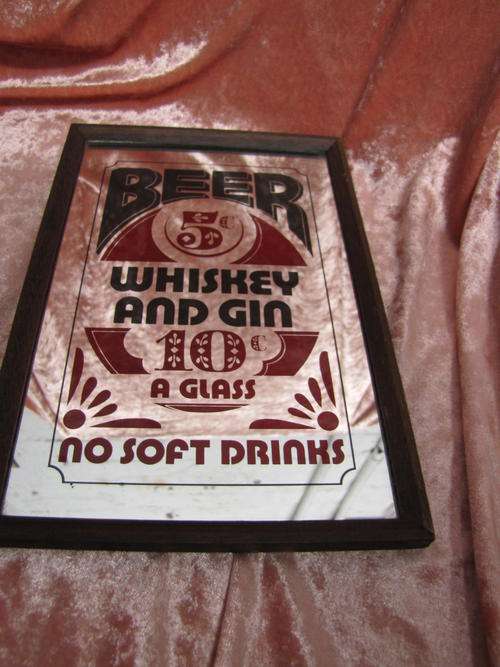 BEER
5¢
WHISKEY
AND GIN
10¢
A GLASS
NO SOFT DRINKS